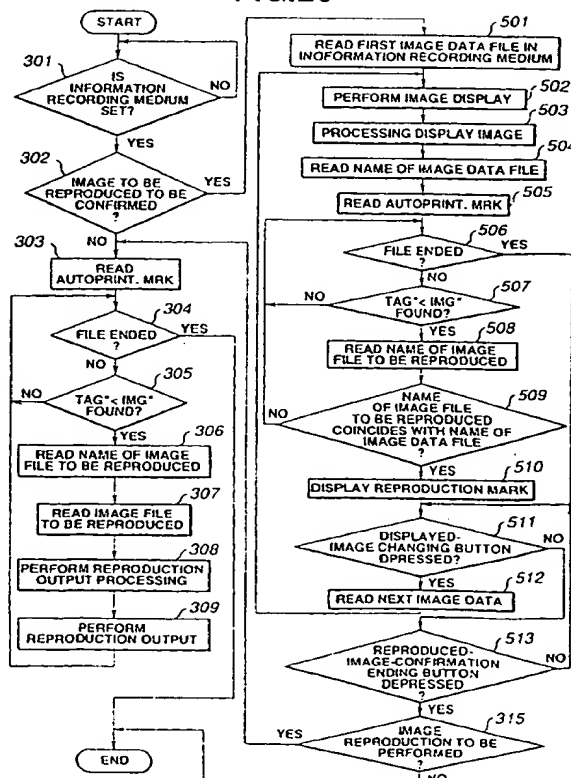 START
301
IS
INFORMATION
RECORDING MEDIUM
SET?
NO
YES
302
IMAGE TO BE
REPRODUCED TO BE
CONFIRMED
?
YES
NO
303
READ
AUTOPRINT. MRK
304
FILE ENDED
?
YES
NO
305
TAG"< IMG"
FOUND?
NO
YES
306
READ NAME OF IMAGE
FILE TO BE REPRODUCED
307
READ IMAGE FILE
TO BE REPRODUCED
308
PERFORM REPRODUCTION
OUTPUT PROCESSING
309
PERFORM
REPRODUCTION OUTPUT
END
501
READ FIRST IMAGE DATA FILE IN
INOFORMATION RECORDING MEDIUM
502
PERFORM IMAGE DISPLAY
503
PROCESSING DISPLAY IMAGE
504
READ NAME OF IMAGE DATA FILE
505
READ AUTOPRINT. MRK
506
FILE ENDED
?
YES
NO
507
TAG"< IMG"
FOUND?
NO
YES
508
READ NAME OF IMAGE
FILE TO BE REPRODUCED
509
NAME
OF IMAGE FILE
TO BE REPRODUCED
COINCIDES WITH NAME OF
IMAGE DATA FILE
?
NO
YES
510
DISPLAY REPRODUCTION MARK
511
DISPLAYED-
IMAGE CHANGING BUTTON
DPRESSED?
NO
YES
512
READ NEXT IMAGE DATA
513
REPRODUCED-
IMAGE-CONFIRMATION
ENDING BUTTON
DEPRESSED
?
NO
YES
315
IMAGE
REPRODUCTION TO BE
PERFORMED
?
YES
NO